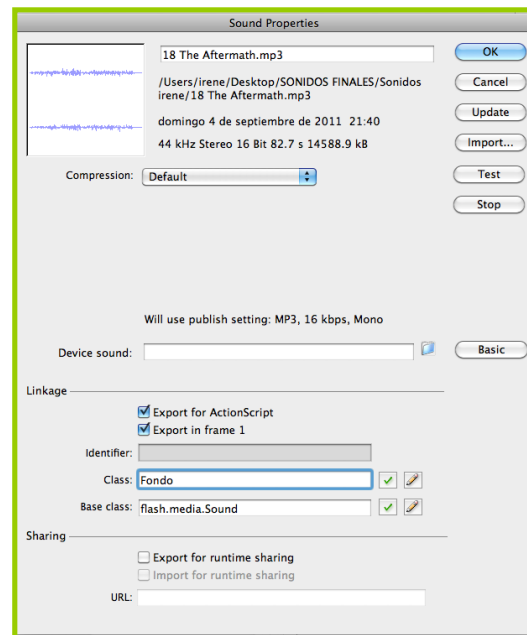 Sound Properties
18 The Aftermath.mp3
OK
/Users/irene/Desktop/SONIDOS FINALES/Sonidos
irene/18 The Aftermath.mp3
Cancel
domingo 4 de septiembre de 2011 21:40
Update
44 kHz Stereo 16 Bit 82.7 s 14588.9 kB
Import...
Compression: Default
Test
Stop
Will use publish setting: MP3, 16 kbps, Mono
Device sound:
Basic
Linkage
Export for ActionScript
Export in frame 1
Identifier:
Class: Fondo
Base class: flash.media.Sound
Sharing
Export for runtime sharing
Import for runtime sharing
URL: